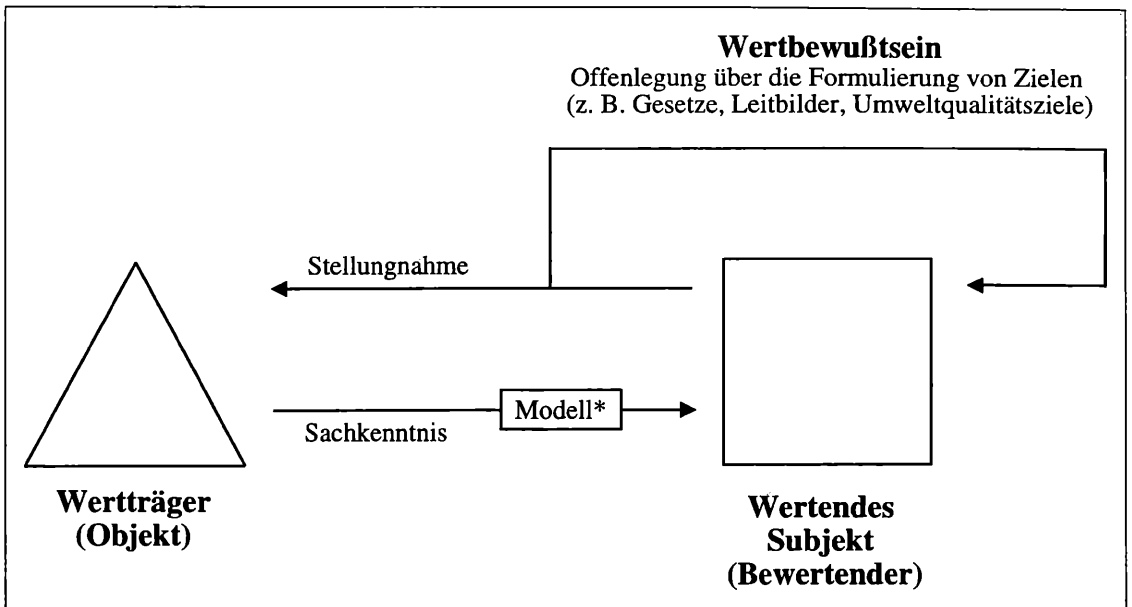 Wertbewußtsein
Offenlegung über die Formulierung von Zielen
(z. B. Gesetze, Leitbilder, Umweltqualitätsziele)
Stellungnahme
Modell*
Sachkenntnis
Wertträger
(Objekt)
Wertendes
Subjekt
(Bewertender)